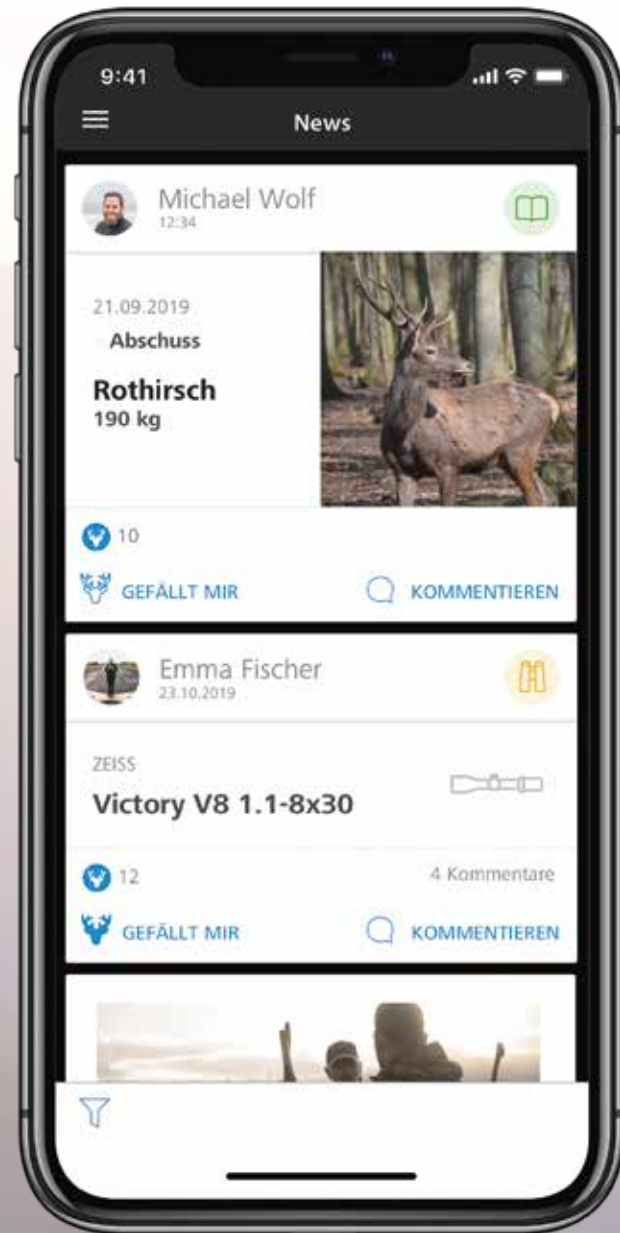 9:41
News
Michael Wolf
12:34
21.09.2019
Abschuss
Rothirsch
190 kg
10
GEFÄLLT MIR
KOMMENTIEREN
Emma Fischer
23.10.2019
ZEISS
Victory V8 1.1-8x30
12
4 Kommentare
GEFÄLLT MIR
KOMMENTIEREN